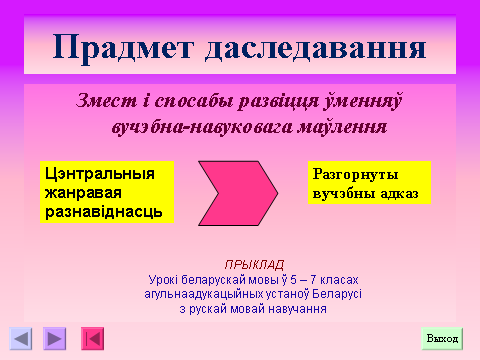 Прадмет даследавання
Змест і спосабы развіцця ўменняў
вучэбна-навуковага маўлення
Цэнтральныя
жанравая
разнавіднасць
Разгорнуты
вучэбны адказ
ПРЫКЛАД
Урокі беларускай мовы ў 5 – 7 класах
агульнаадукацыйных устаноў Беларусі
з рускай мовай навучання
Выход